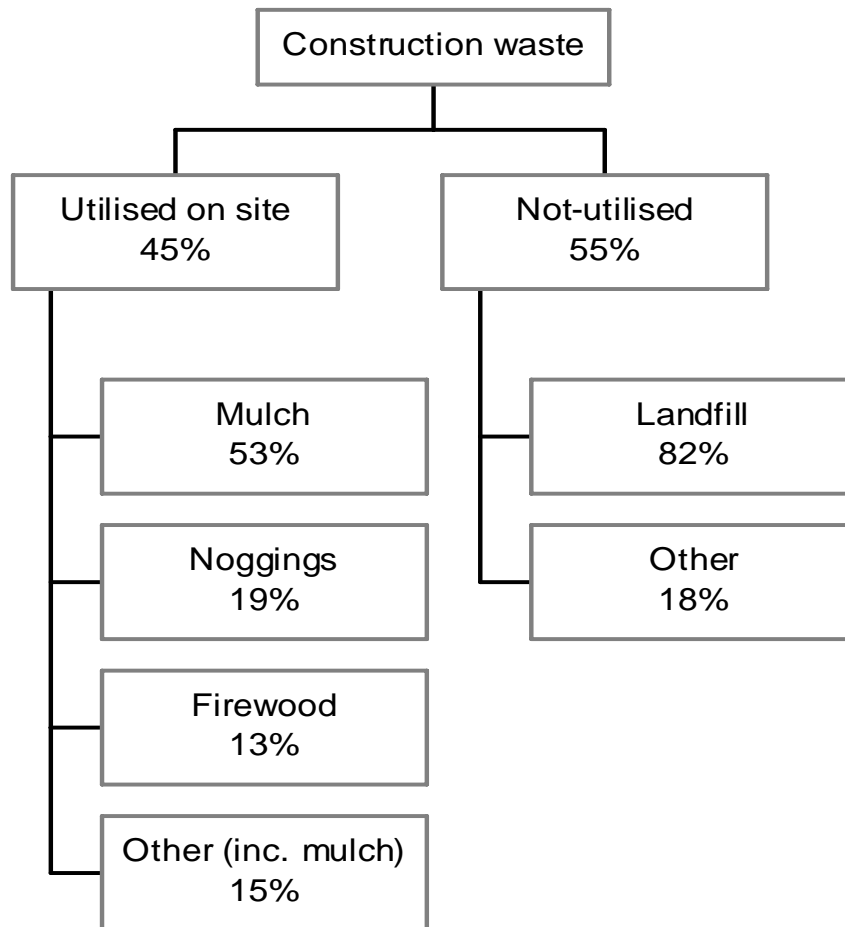 Construction waste
Utilised on site
45%
Not-utilised
55%
Mulch
53%
Noggings
19%
Firewood
13%
Other (inc. mulch)
15%
Landfill
82%
Other
18%